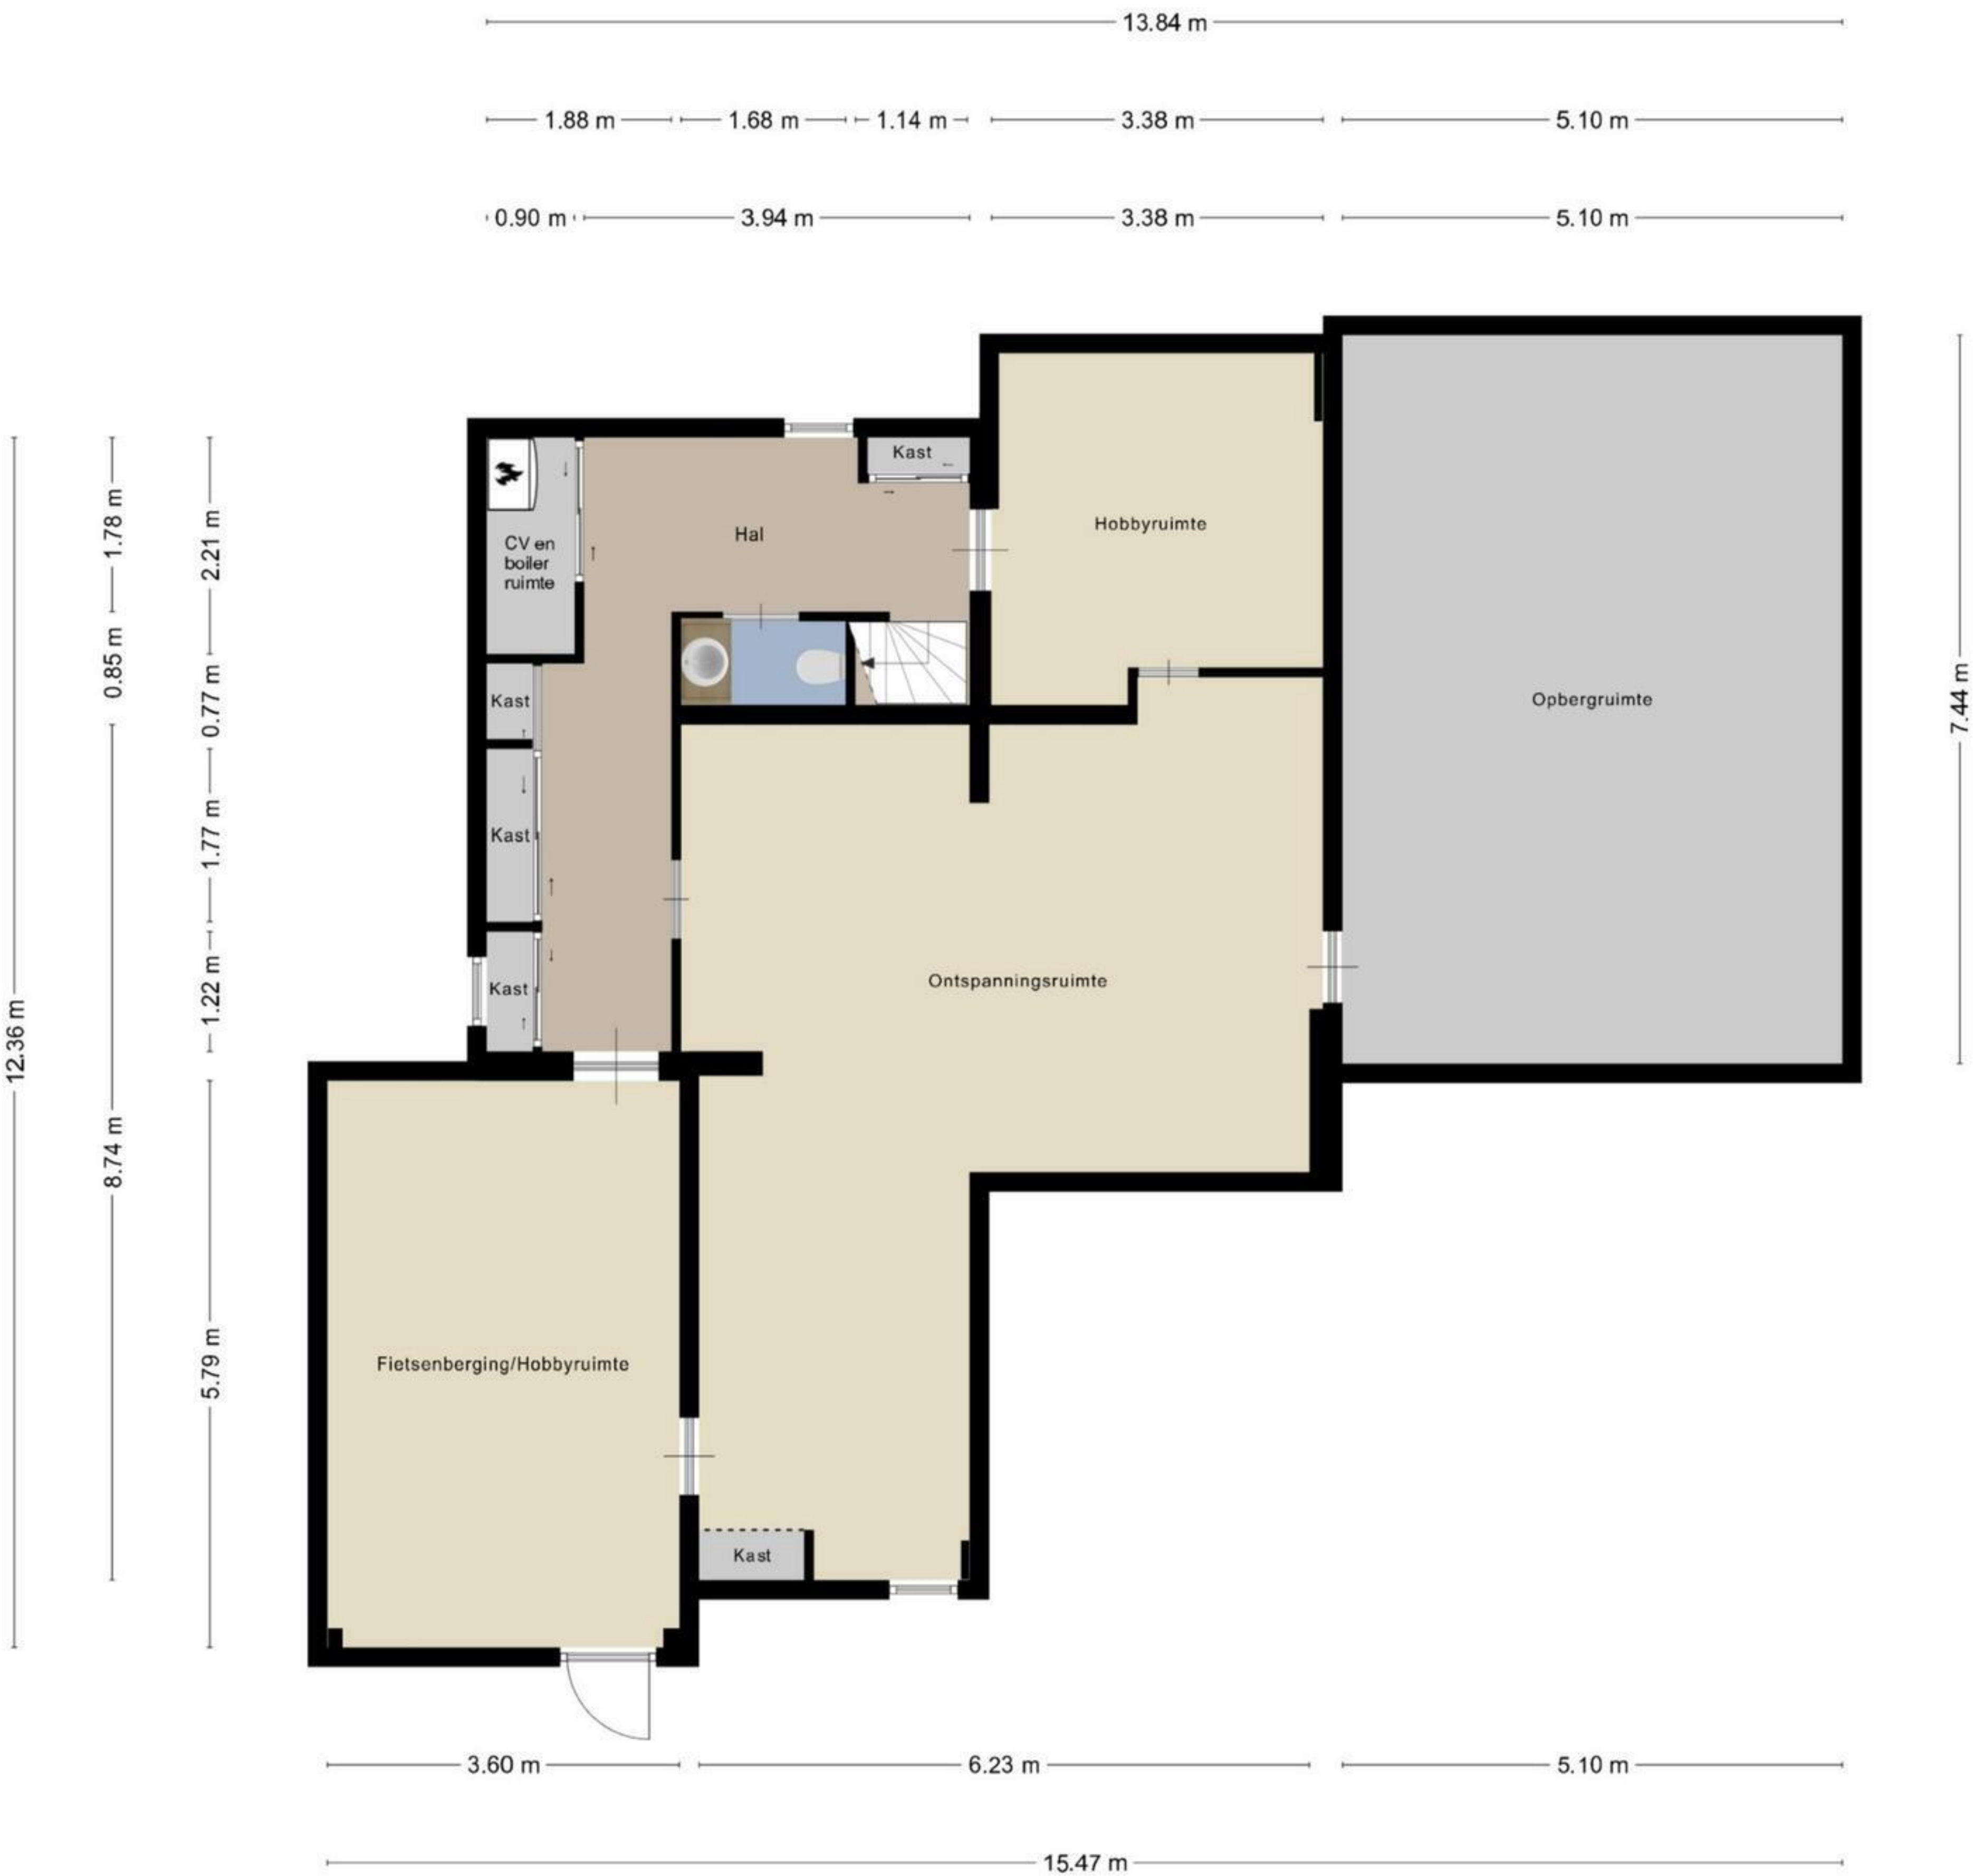 13.84 m
1.88 m 1.68 m 1.14 m 3.38 m 5.10 m
0.90 m 3.94 m 3.38 m 5.10 m
12.36 m
1.78 m
0.85 m
8.74 m
2.21 m
0.77 m
1.77 m
1.22 m
5.79 m
7.44 m
Kast
Hal
CV en
boiler
ruimte
Hobbyruimte
Kast
Opbergruimte
Kast
Kast
Ontspanningsruimte
Fietsenberging/Hobbyruimte
Kast
3.60 m 6.23 m 5.10 m
15.47 m